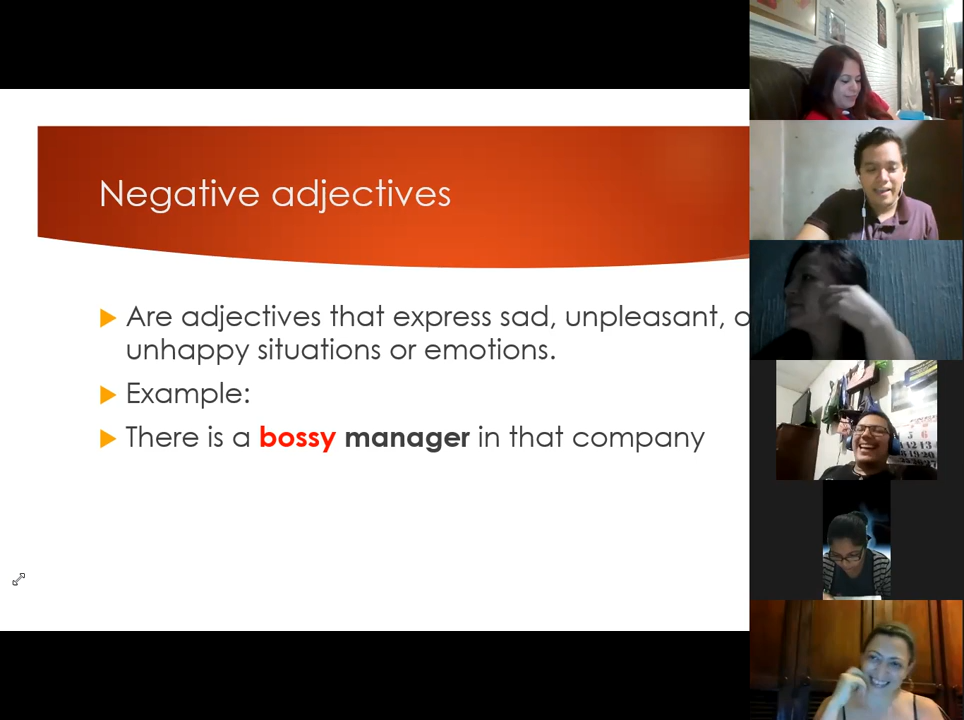 Negative adjectives
Are adjectives that express sad, unpleasant, o
unhappy situations or emotions.
Example:
There is a bossy manager in that company